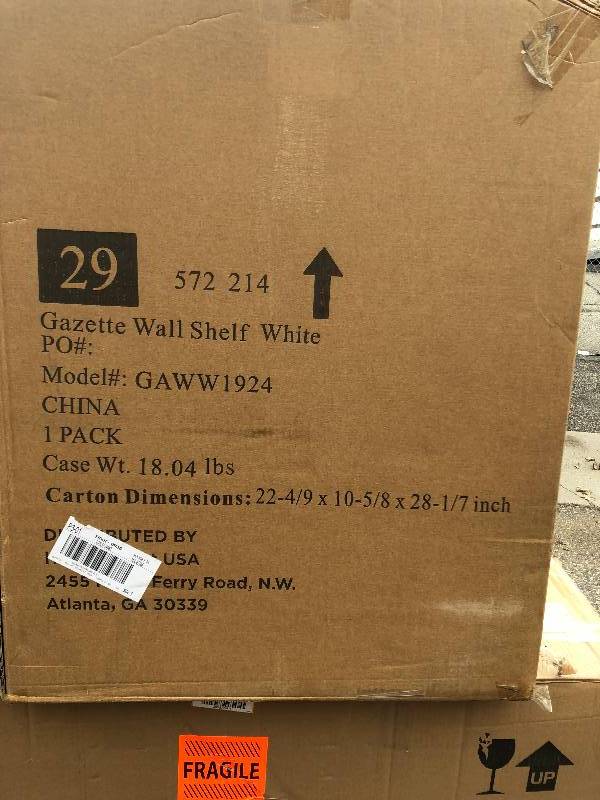 29
572 214
Gazette Wall Shelf White
PO#:
Model#: GAWW1924
CHINA
1 PACK
Case Wt. 18.04 lbs
Carton Dimensions: 22-4/9 x 10-5/8 x 28-1/7 inch
BUTED BY
USA
2455 Ferry Road, N.W.
Atlanta, GA 30339
FRAGILE
UP